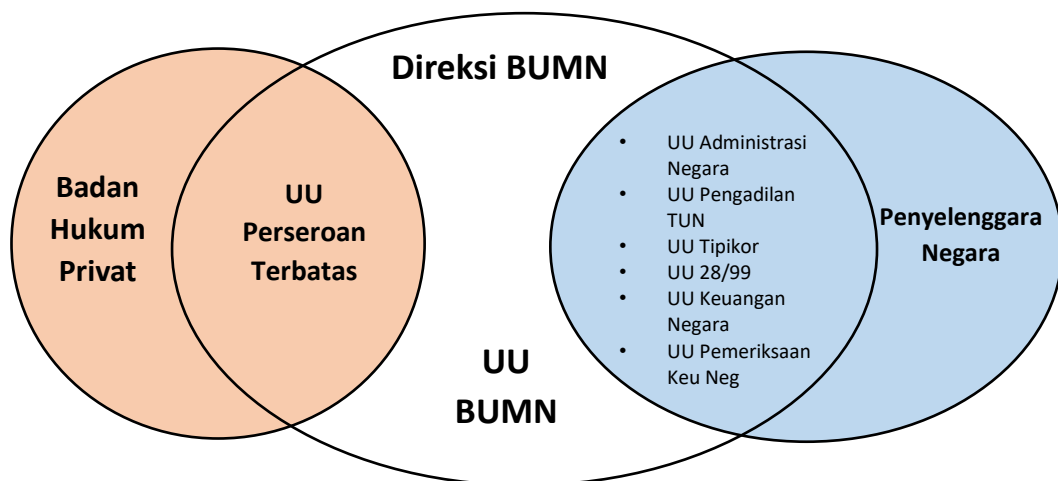 Direksi BUMN
Badan
Hukum
Privat
UU
Perseroan
Terbatas
• UU Administrasi
Negara
• UU Pengadilan
TUN
• UU Tipikor
• UU 28/99
• UU Keuangan
Negara
• UU Pemeriksaan
Keu Neg
Penyelenggara
Negara
UU
BUMN